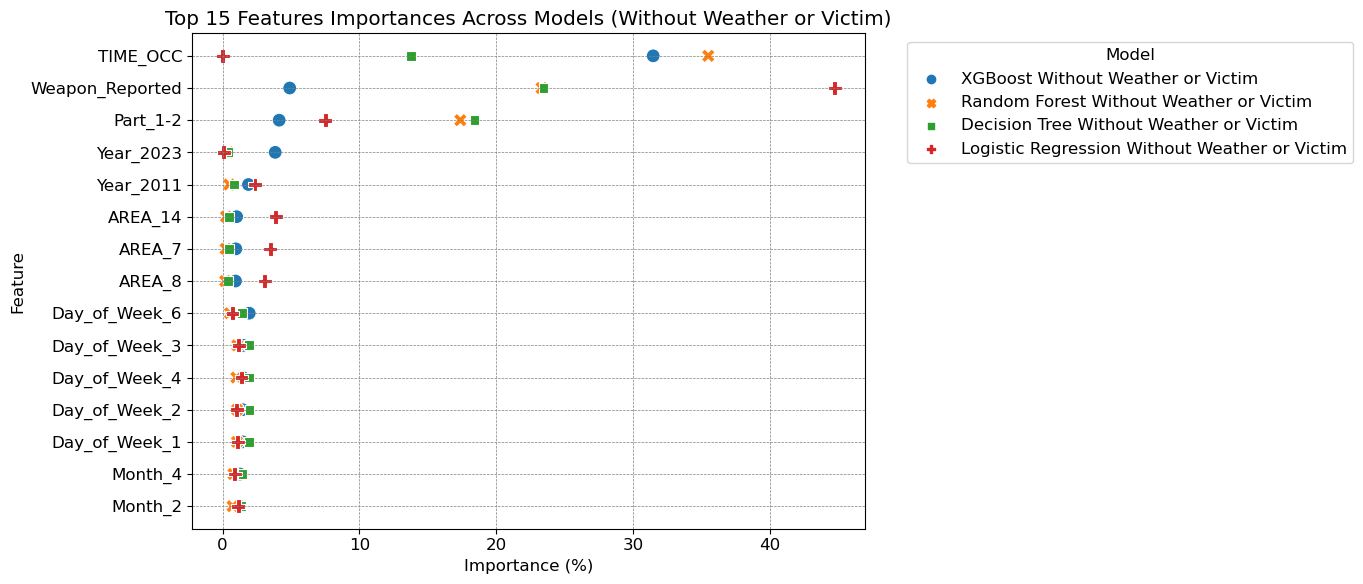 Top 15 Features Importances Across Models (Without Weather or Victim)
Feature
TIME_OCC
Weapon_Reported
Part_1-2
Year_2023
Year_2011
AREA_14
AREA_7
AREA_8
Day_of_Week_6
Day_of_Week_3
Day_of_Week_4
Day_of_Week_2
Day_of_Week_1
Month_4
Month_2
0 10 20 30 40
Importance (%)
Model
XGBoost Without Weather or Victim
Random Forest Without Weather or Victim
Decision Tree Without Weather or Victim
Logistic Regression Without Weather or Victim